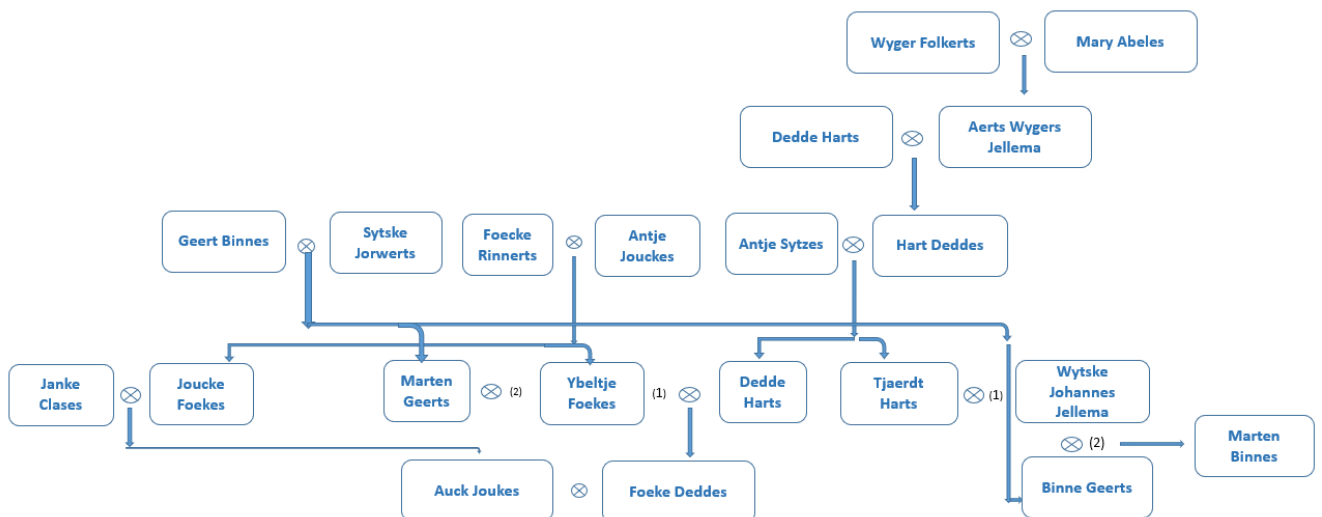 Wyger Folkerts
Mary Abeles
Dedde Harts
Aerts Wygers
Jellema
Geert Binnes
Sytske
Jorwerts
Foecke
Rinnerts
Antje
Jouckes
Antje Sytzes
Hart Deddes
Janke
Clases
Joucke
Foekes
Marten
Geerts
(2)
Ybeltje
Foekes
(1)
Dedde
Harts
Tjaerdt
Harts
(1)
Wytske
Johannes
Jellema
(2)
Marten
Binnes
Auck Joukes
Foeke Deddes
Binne Geerts